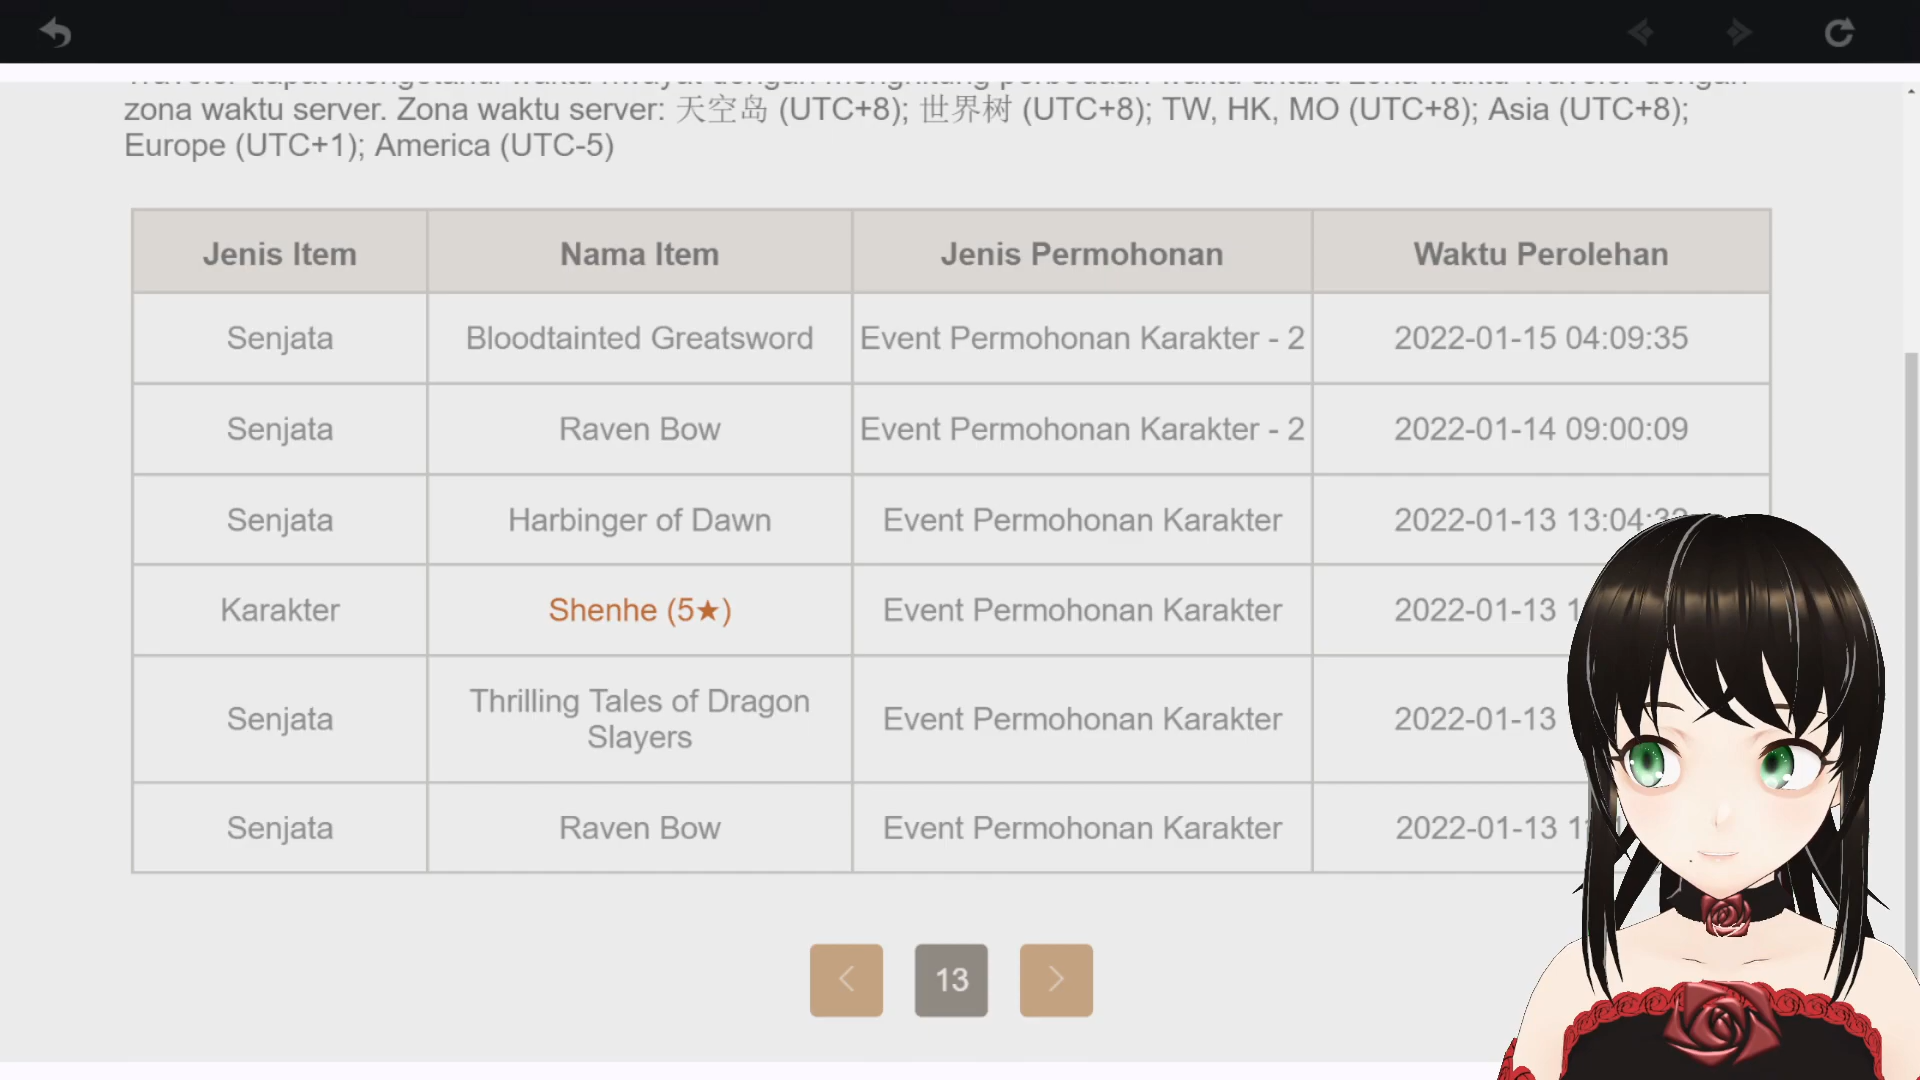 zona waktu server. Zona waktu server: 天空岛 (UTC+8); 世界树 (UTC+8); TW, HK, MO (UTC+8); Asia (UTC+8);
Europe (UTC+1); America (UTC-5)
Jenis Item Nama Item Jenis Permohonan Waktu Perolehan
Senjata Bloodtainted Greatsword Event Permohonan Karakter - 2 2022-01-15 04:09:35
Senjata Raven Bow Event Permohonan Karakter - 2 2022-01-14 09:00:09
Senjata Harbinger of Dawn Event Permohonan Karakter 2022-01-13
Karakter Shenhe (5★) Event Permohonan Karakter 2022-01-13
Senjata Thrilling Tales of Dragon Slayers Event Permohonan Karakter 2022-01-13
Senjata Raven Bow Event Permohonan Karakter 2022-01-13
13